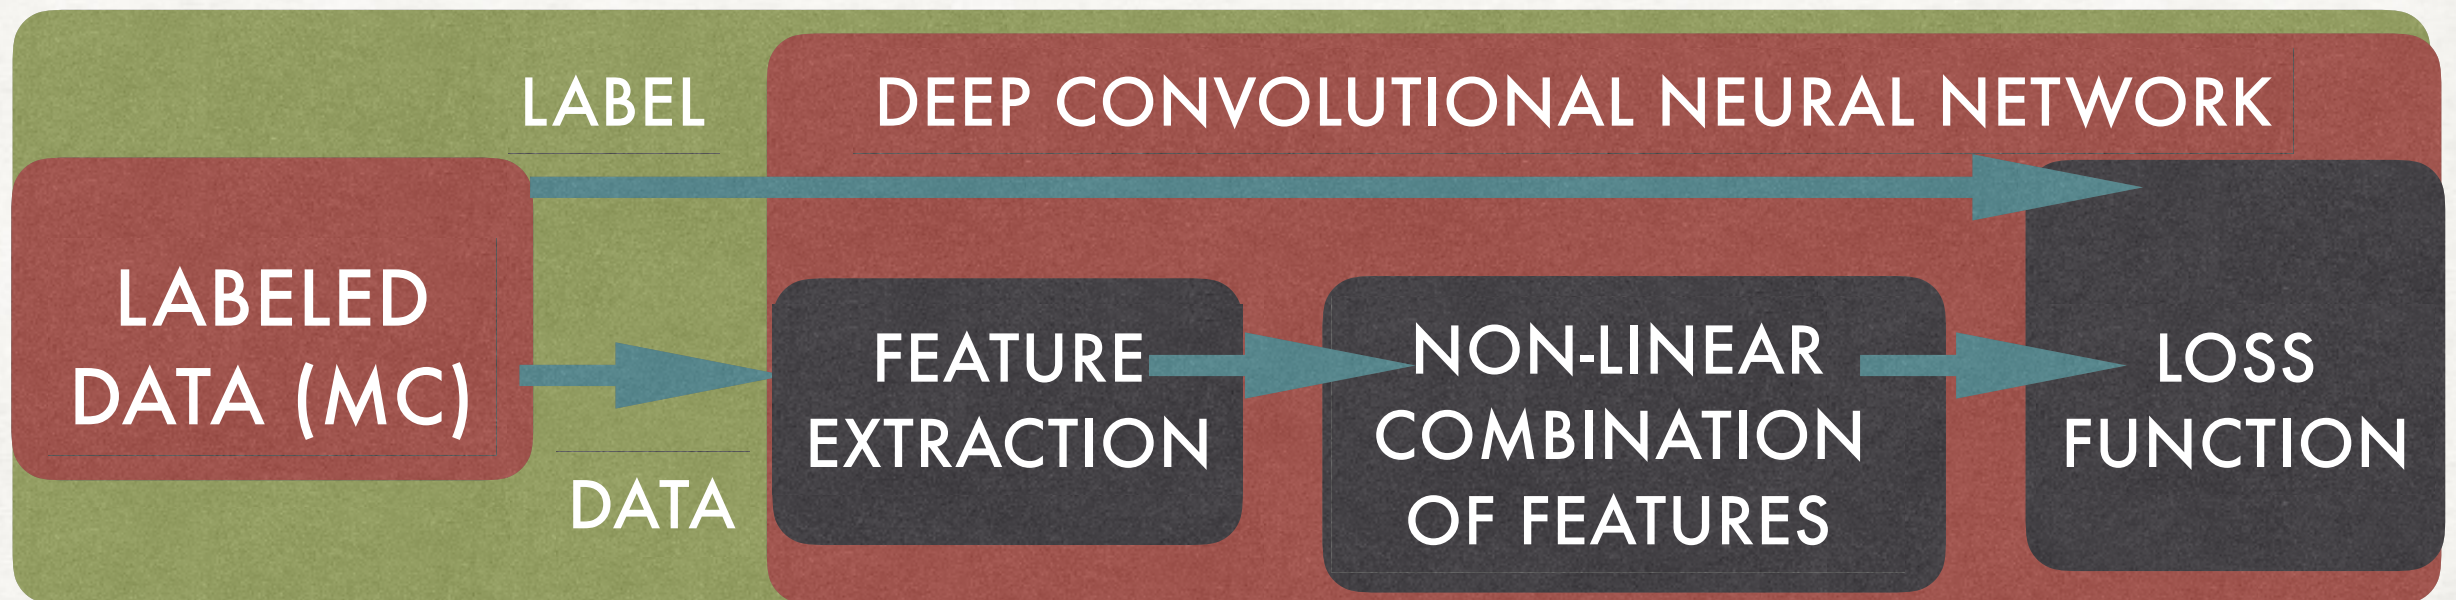 LABEL
DEEP CONVOLUTIONAL NEURAL NETWORK
LABELED
DATA (MC)
DATA
FEATURE
EXTRACTION
NON-LINEAR
COMBINATION
OF FEATURES
LOSS
FUNCTION